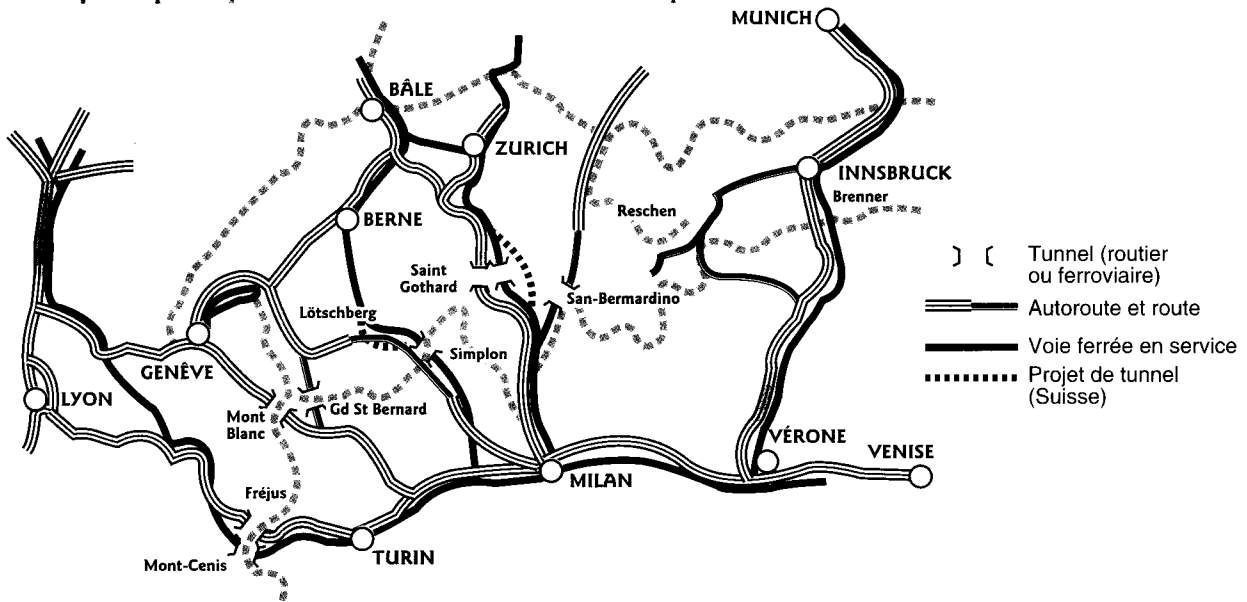 MUNICH
BÂLE
ZURICH
INNSBRUCK
Brenner
Reschen
BERNE
Saint
Gothard
San-Bernardino
Lötschberg
Simplon
GENÊVE
LYON
Mont
Blanc
Gd St Bernard
VÉRONE
VENISE
MILAN
Fréjus
Mont-Cenis
TURIN
Tunnel (routier
ou ferroviaire)
Autoroute et route
Voie ferrée en service
Projet de tunnel
(Suisse)